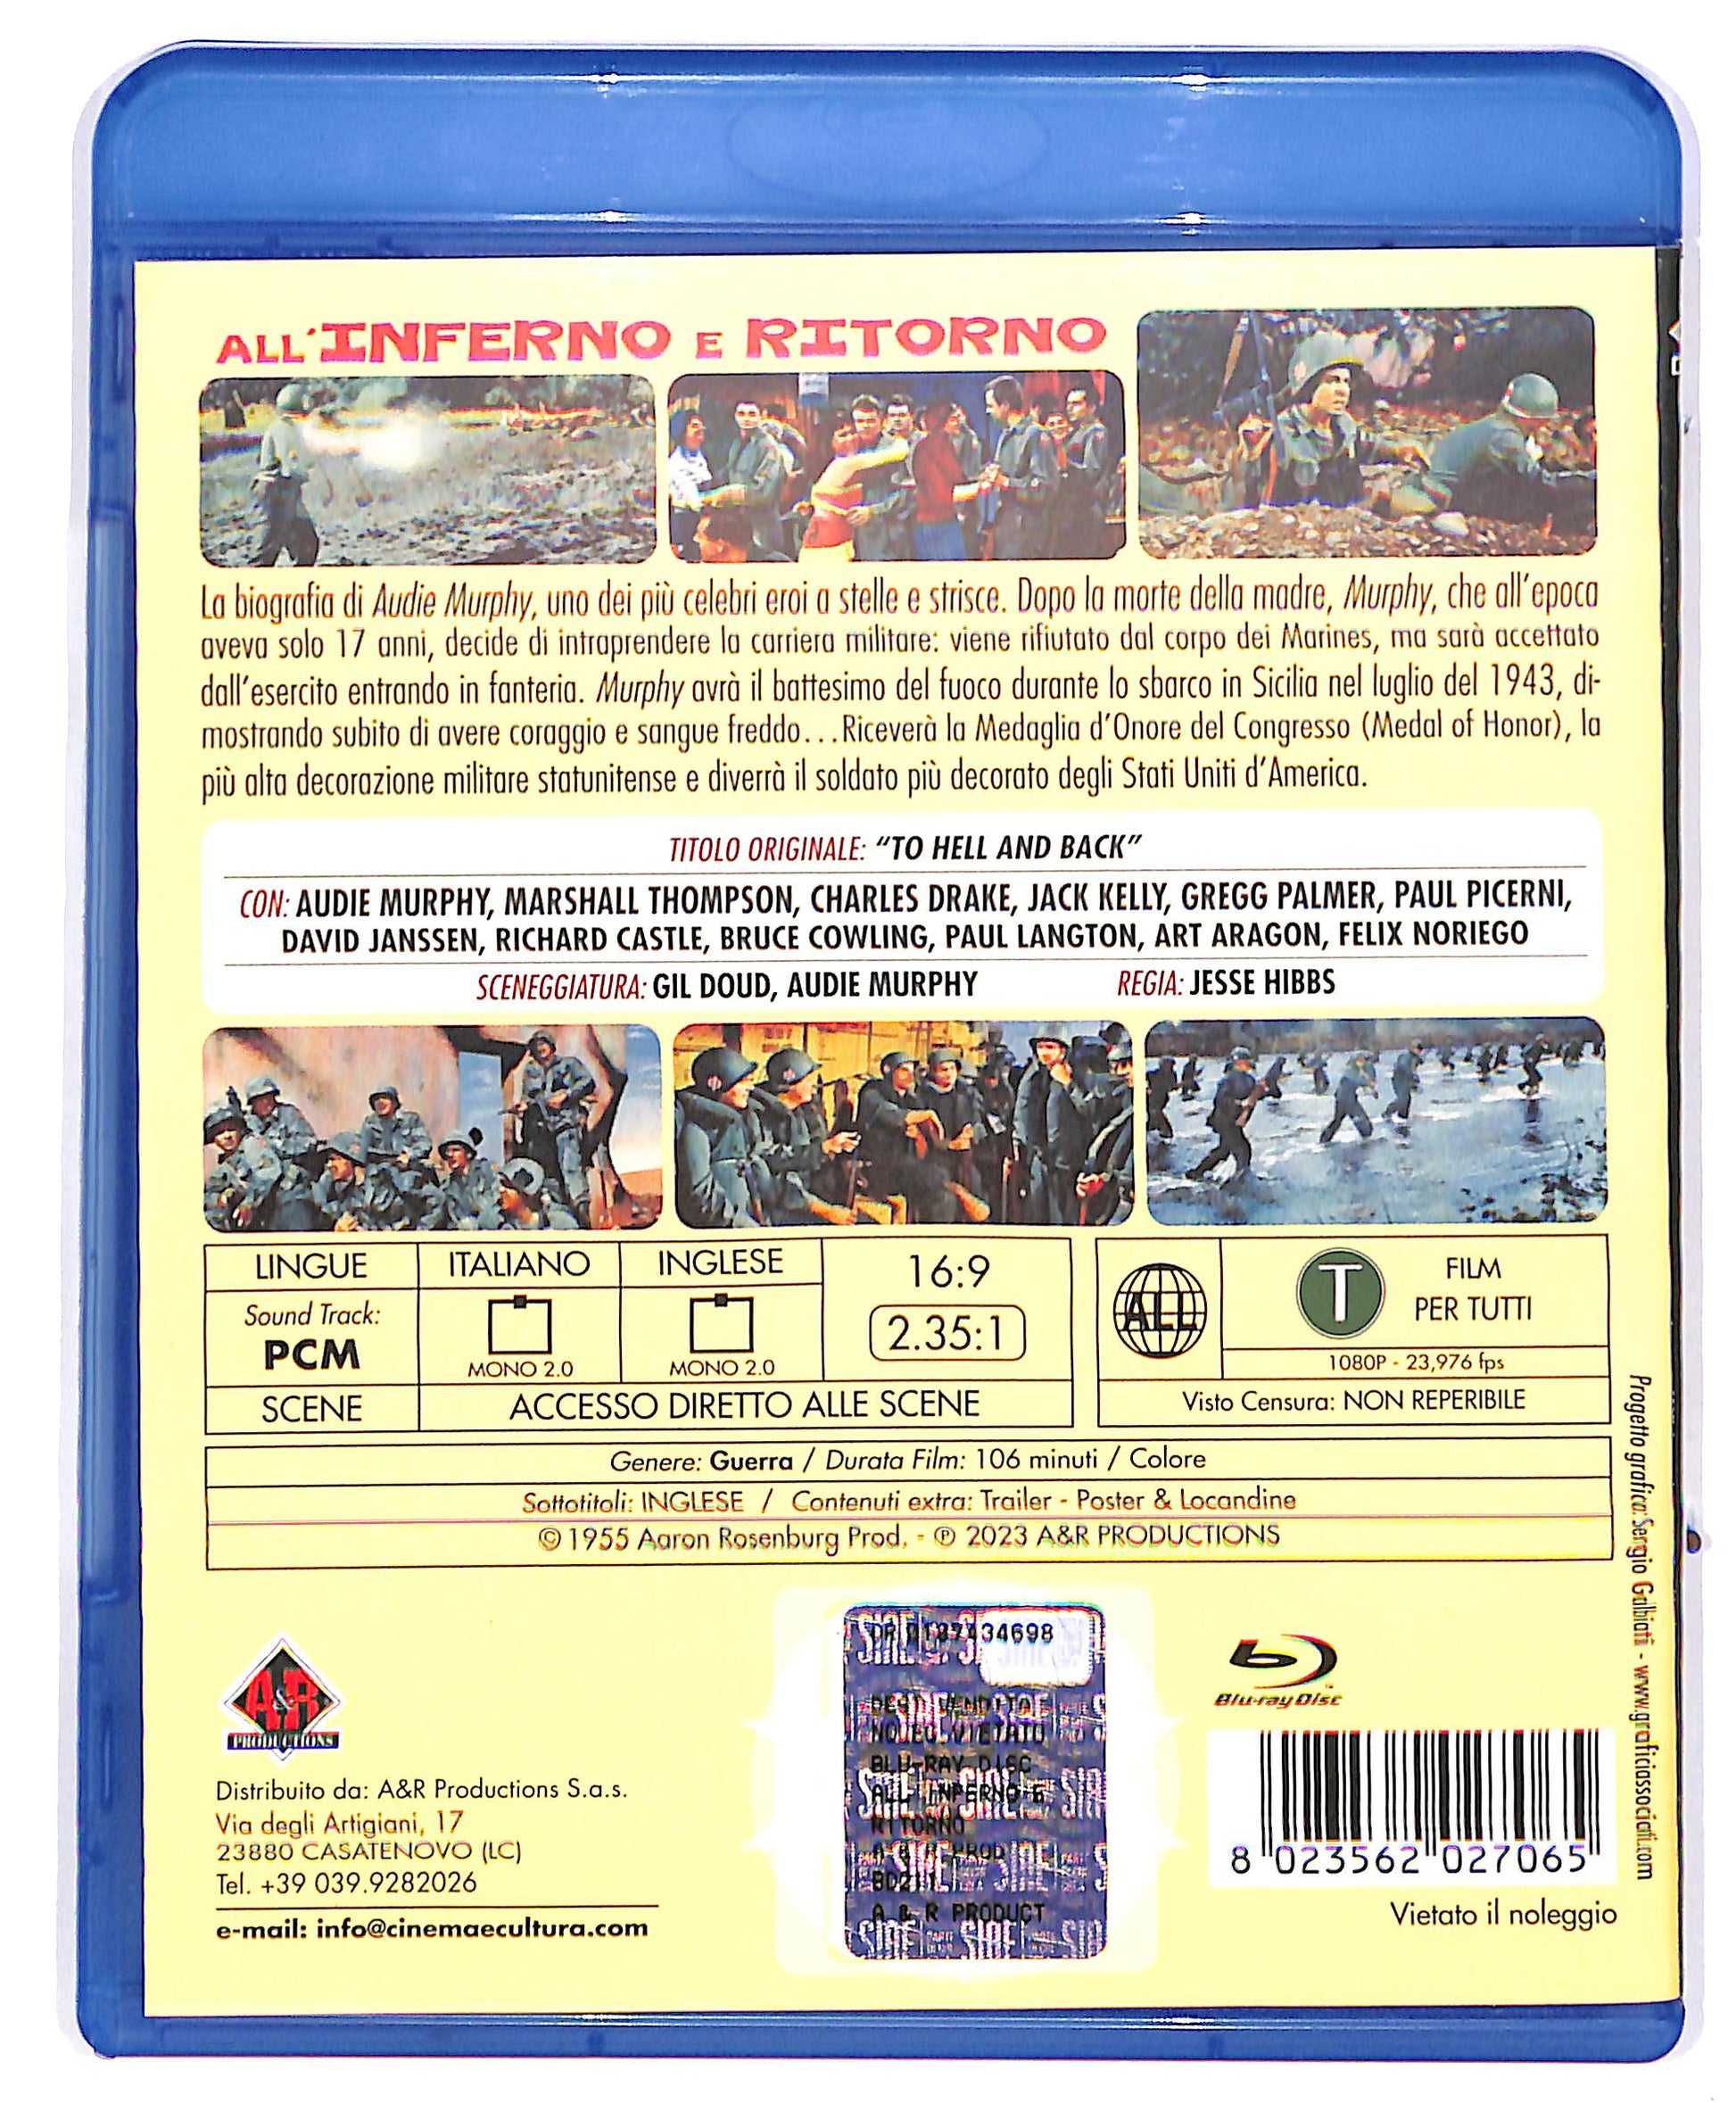 ALL'INFERNO E RITORNO
La biografia di Audie Murphy, uno dei più celebri eroi a stelle e strisce. Dopo la morte della madre, Murphy, che all'epoca
aveva solo 17 anni, decide di intraprendere la carriera militare: viene rifiutato dal corpo dei Marines, ma sarà accettato
dall'esercito entrando in fanteria. Murphy avrà il battesimo del fuoco durante lo sbarco in Sicilia nel luglio del 1943, di-
mostrando subito di avere coraggio e sangue freddo...Riceverà la Medaglia d'Onore del Congresso (Medal of Honor), la
più alta decorazione militare statunitense e diverrà il soldato più decorato degli Stati Uniti d'America.
TITOLO ORIGINALE: "TO HELL AND BACK"
CON: AUDIE MURPHY, MARSHALL THOMPSON, CHARLES DRAKE, JACK KELLY, GREGG PALMER, PAUL PICERNI,
DAVID JANSSEN, RICHARD CASTLE, BRUCE COWLING, PAUL LANGTON, ART ARAGON, FELIX NORIEGO
SCENEGGIATURA: GIL DOUD, AUDIE MURPHY REGIA: JESSE HIBBS
LINGUE ITALIANO INGLESE
Sound Track:
PCM
MONO 2.0 MONO 2.0
16:9
2.35:1
SCENE ACCESSO DIRETTO ALLE SCENE
ALL
T
FILM
PER TUTTI
1080P - 23,976 fps
Visto Censura: NON REPERIBILE
Genere: Guerra / Durata Film: 106 minuti / Colore
Sottotitoli: INGLESE / Contenuti extra: Trailer - Poster & Locandine
© 1955 Aaron Rosenburg Prod. - ℗ 2023 A&R PRODUCTIONS
Progetto grafica: Sergio Galbiati - www.graficiassociati.com
A&R
PRODUCTIONS
Distribuito da: A&R Productions S.a.s.
Via degli Artigiani, 17
23880 CASATENOVO (LC)
Tel. +39 039.9282026
e-mail: info@cinemaecultura.com
VENDITA
VIETATO
BLU-RAY DISC
ALL INFERNO E
RITORNO
A & R PROD
BD211
A & R PRODUCT
Blu-ray Disc
8 023562 027065
Vietato il noleggio